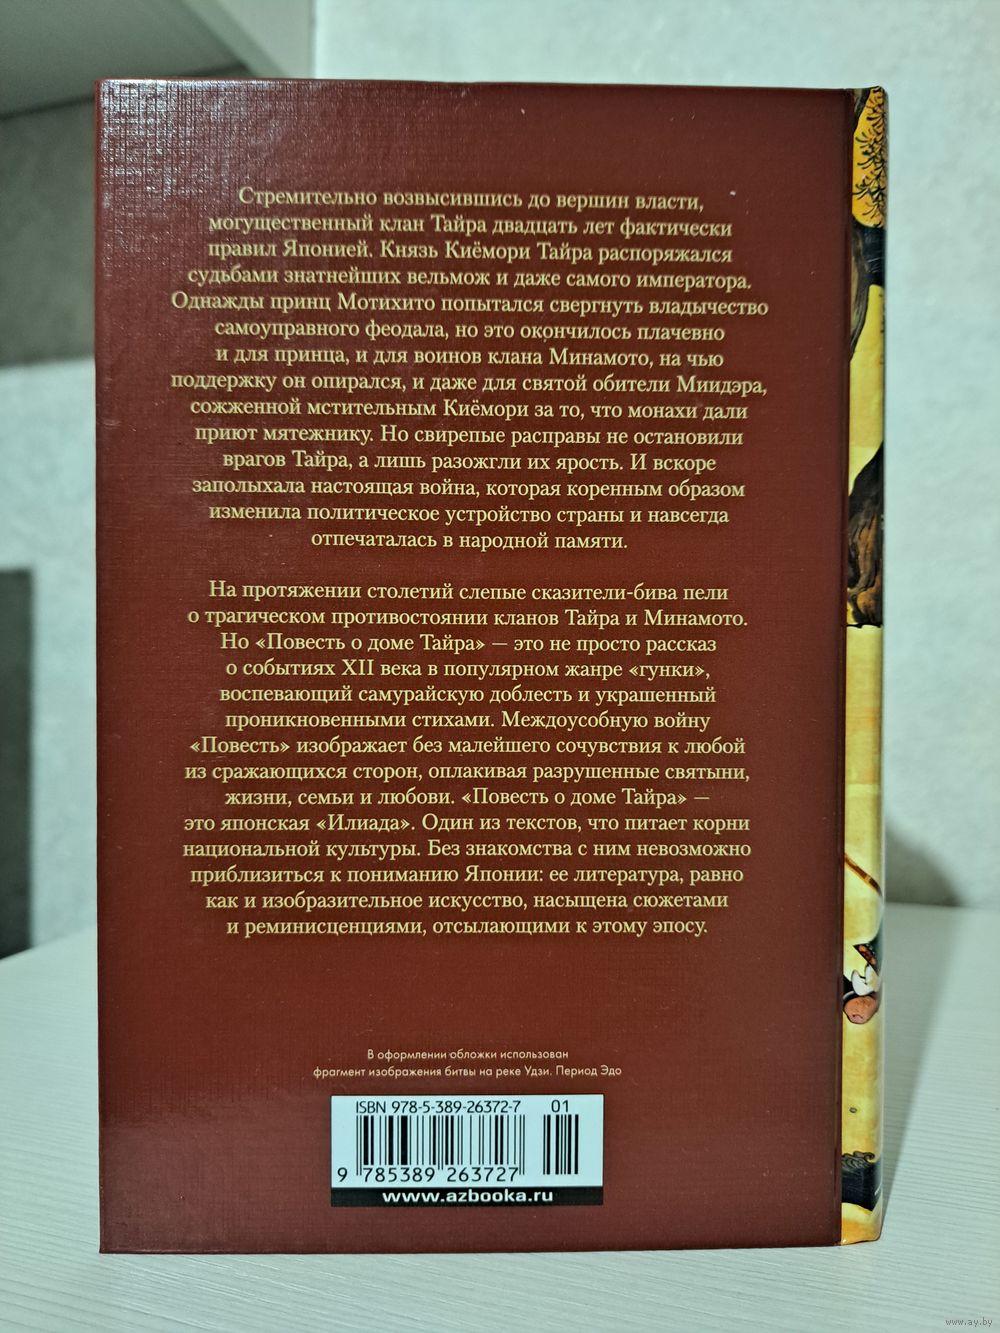 Стремительно возвысившись до вершин власти,
могущественный клан Тайра двадцать лет фактически
правил Японией. Князь Киёмори Тайра распоряжался
судьбами знатнейших вельмож и даже самого императора.
Однажды принц Мотихито попытался свергнуть владычество
самоуправного феодала, но это окончилось плачевно
и для принца, и для воинов клана Минамото, на чью
поддержку он опирался, и даже для святой обители Миидэра,
сожженной мстительным Киёмори за то, что монахи дали
приют мятежнику. Но свирепые расправы не остановили
врагов Тайра, а лишь разожгли их ярость. И вскоре
заполыхала настоящая война, которая коренным образом
изменила политическое устройство страны и навсегда
отпечаталась в народной памяти.
На протяжении столетий слепые сказители-бива пели
о трагическом противостоянии кланов Тайра и Минамото.
Но «Повесть о доме Тайра» — это не просто рассказ
о событиях XII века в популярном жанре «гунки»,
воспевающий самурайскую доблесть и украшенный
проникновенными стихами. Междоусобную войну
«Повесть» изображает без малейшего сочувствия к любой
из сражающихся сторон, оплакивая разрушенные святыни,
жизни, семьи и любови. «Повесть о доме Тайра» —
это японская «Илиада». Один из текстов, что питает корни
национальной культуры. Без знакомства с ним невозможно
приблизиться к пониманию Японии: ее литература, равно
как и изобразительное искусство, насыщена сюжетами
и реминисценциями, отсылающими к этому эпосу.
В оформлении обложки использован
фрагмент изображения битвы на реке Удзи. Период Эдо
ISBN 978-5-389-26372-7 01
9 785389 263727
www.azbooka.ru
www.ay.by